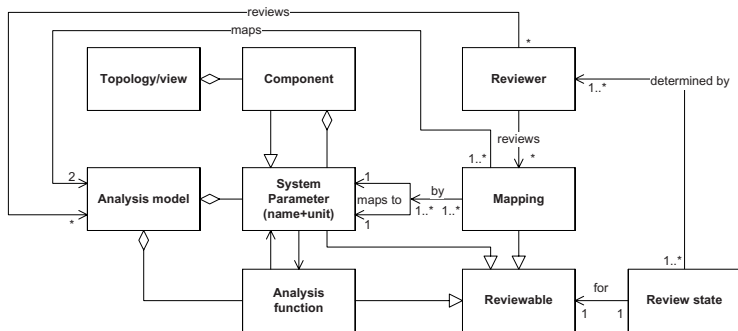 reviews
maps
*
Topology/view
Component
Reviewer
determined by
1..*
reviews
2
1..*
*
Analysis model
System
Parameter
(name+unit)
1
maps to
1
by
1..*
1..*
Mapping
*
1..*
Analysis
function
Reviewable
for
1
1
Review state